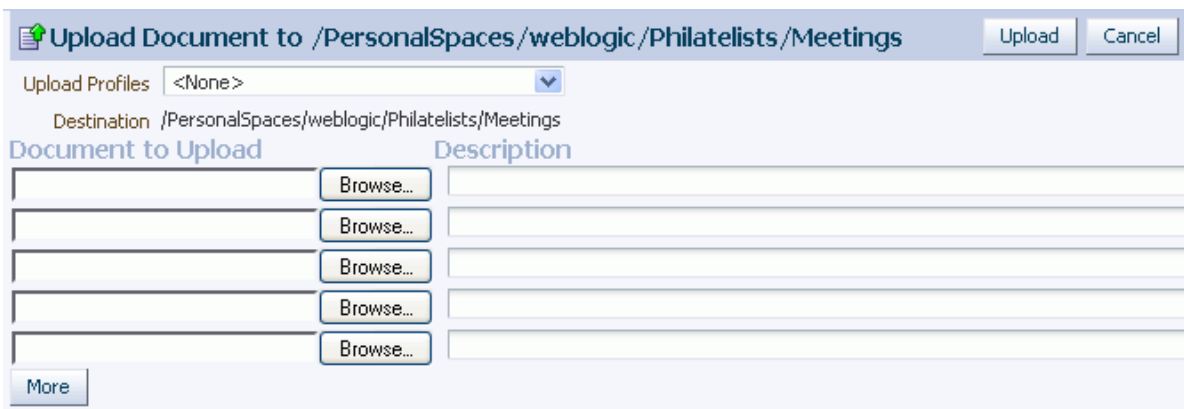 Upload Document to /PersonalSpaces/weblogic/Philatelists/Meetings Upload Cancel
Upload Profiles <None>
Destination /PersonalSpaces/weblogic/Philatelists/Meetings
Document to Upload Description
Browse...
Browse...
Browse...
Browse...
Browse...
More